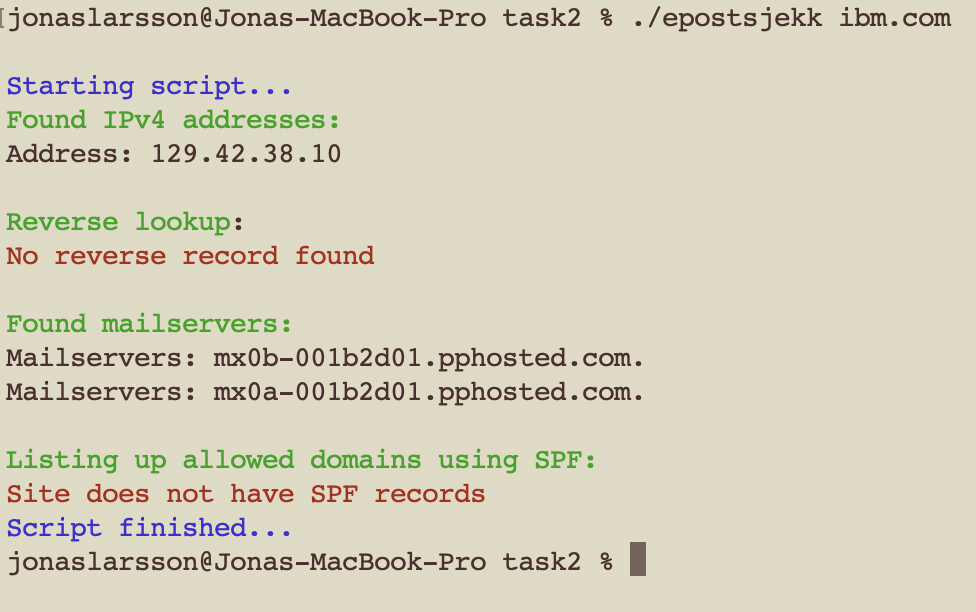 [jonaslarsson@Jonas-MacBook-Pro task2 % ./epostsjekk ibm.com
Starting script...
Found IPv4 addresses:
Address: 129.42.38.10
Reverse lookup:
No reverse record found
Found mailservers:
Mailservers: mx0b-001b2d01.pphosted.com.
Mailservers: mx0a-001b2d01.pphosted.com.
Listing up allowed domains using SPF:
Site does not have SPF records
Script finished...
jonaslarsson@Jonas-MacBook-Pro task2 %